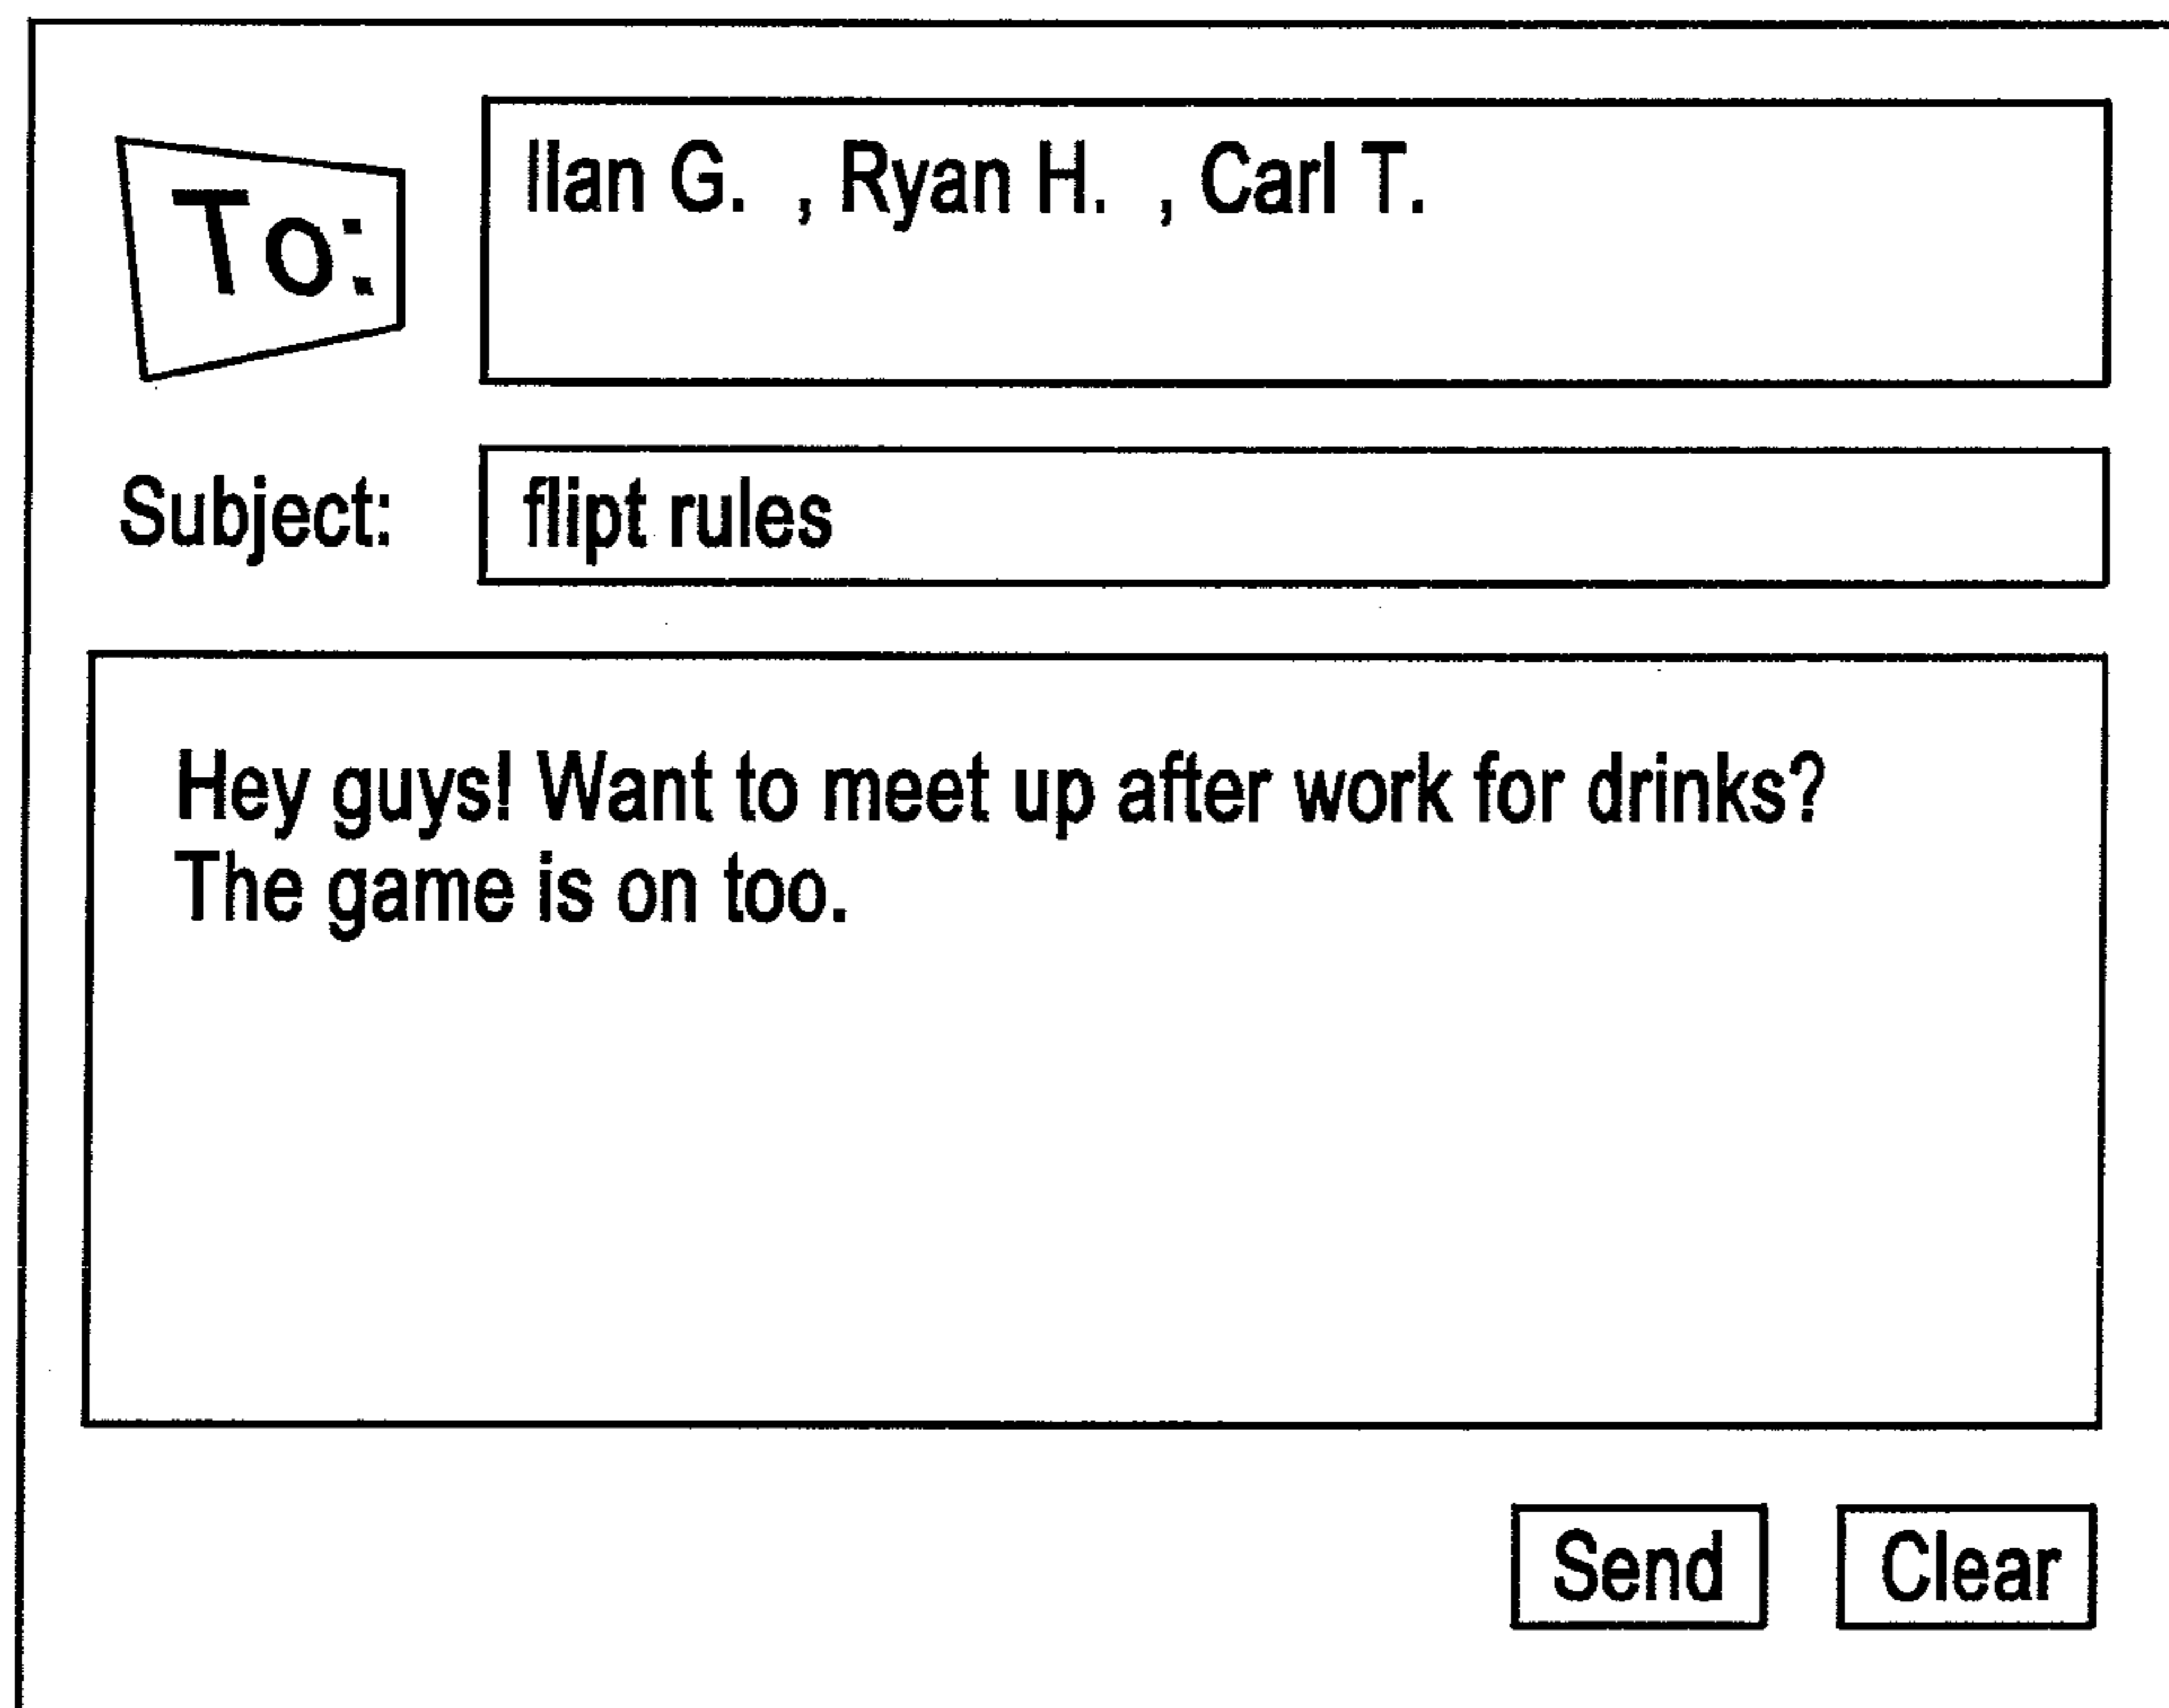 To: Ilan G. , Ryan H. , Carl T.
Subject: flipt rules
Hey guys! Want to meet up after work for drinks?
The game is on too.
Send Clear